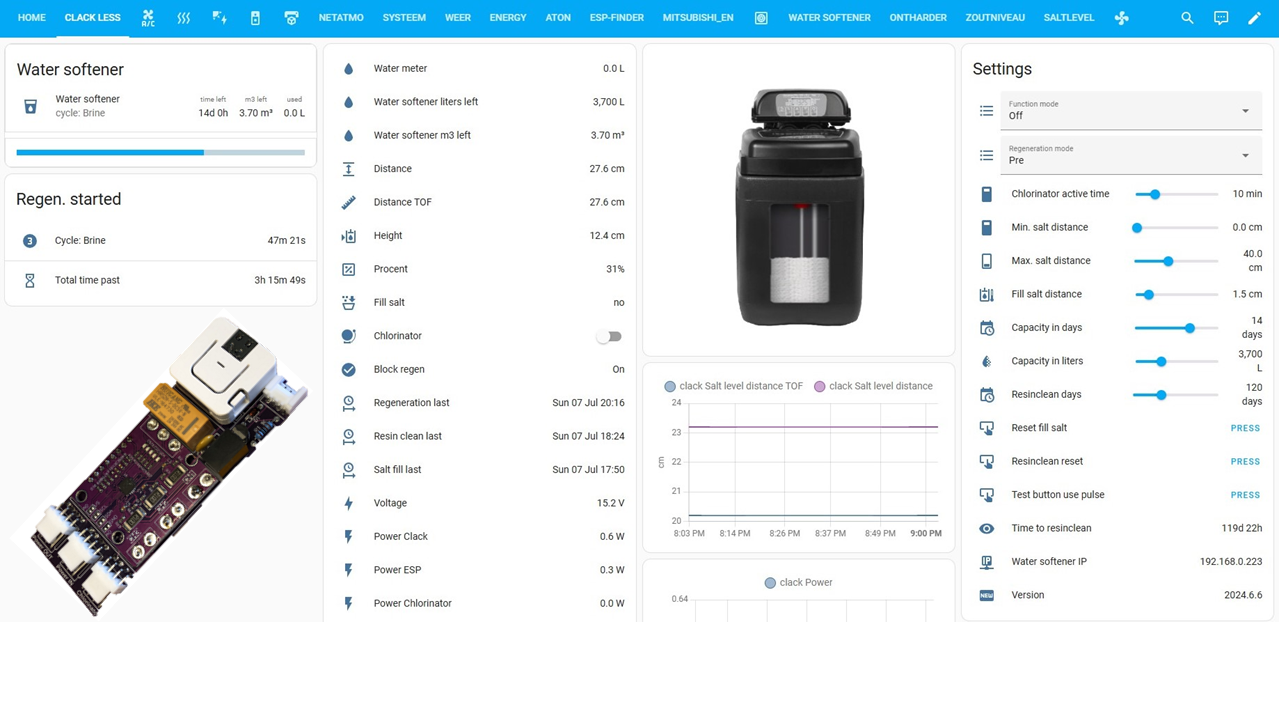 HOME CLACK LESS A/C NETATMO SYSTEEM WEER ENERGY ATON ESP-FINDER MITSUBISHI_EN WATER SOFTENER ONTHARDER ZOUTNIVEAU SALTLEVEL
Water softener
Water softener
cycle: Brine
time left m3 left used
14d 0h 3.70 m³ 0.0 L
Regen. started
3 Cycle: Brine 47m 21s
Total time past 3h 15m 49s
Water meter 0.0 L
Water softener liters left 3,700 L
Water softener m3 left 3.70 m³
Distance 27.6 cm
Distance TOF 27.6 cm
Height 12.4 cm
Procent 31%
Fill salt no
Chlorinator
Block regen On
Regeneration last Sun 07 Jul 20:16
Resin clean last Sun 07 Jul 18:24
Salt fill last Sun 07 Jul 17:50
Voltage 15.2 V
Power Clack 0.6 W
Power ESP 0.3 W
Power Chlorinator 0.0 W
clack Salt level distance TOF clack Salt level distance
24
23
22
21
20
cm
8:03 PM 8:14 PM 8:26 PM 8:37 PM 8:49 PM 9:00 PM
clack Power
0.64
Settings
Function mode
Off
Regeneration mode
Pre
Chlorinator active time 10 min
Min. salt distance 0.0 cm
Max. salt distance 40.0 cm
Fill salt distance 1.5 cm
Capacity in days 14 days
Capacity in liters 3,700 L
Resinclean days 120 days
Reset fill salt PRESS
Resinclean reset PRESS
Test button use pulse PRESS
Time to resinclean 119d 22h
Water softener IP 192.168.0.223
NEW Version 2024.6.6